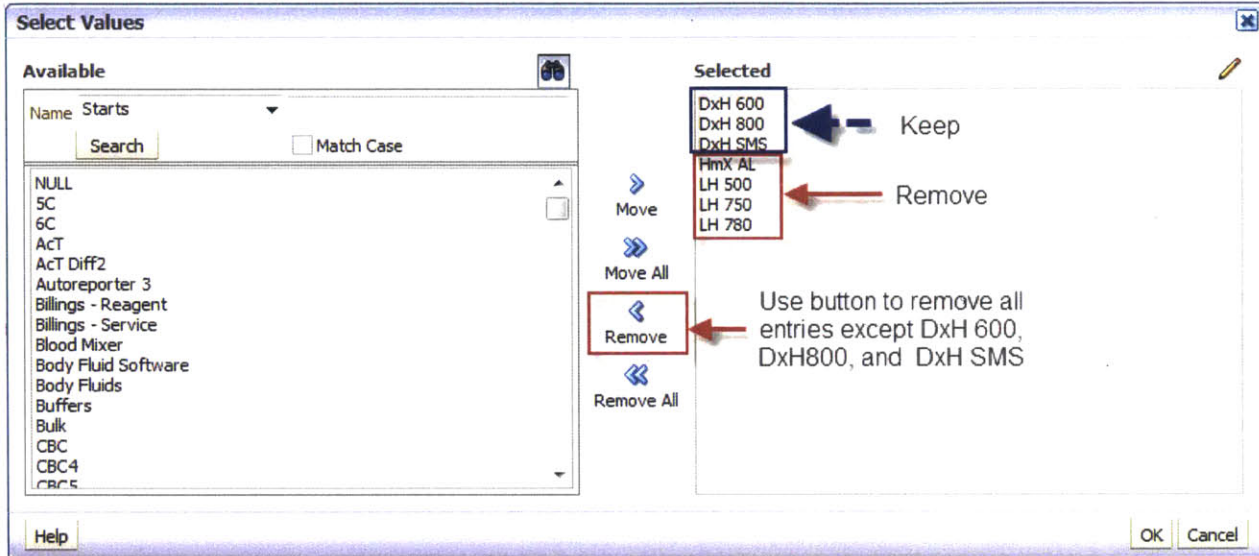 Select Values
Available
Name Starts
Search
Match Case
NULL
5C
6C
AcT
AcT Diff2
Autoreporter 3
Billings - Reagent
Billings - Service
Blood Mixer
Body Fluid Software
Body Fluids
Buffers
Bulk
CBC
CBC4
CBC5
Move
Move All
Remove
Remove All
Selected
DxH 600
DxH 800
DxH SMS
HmX AL
LH 500
LH 750
LH 780
Keep
Remove
Use button to remove all
entries except DxH 600,
DxH800, and DxH SMS
Help
OK
Cancel